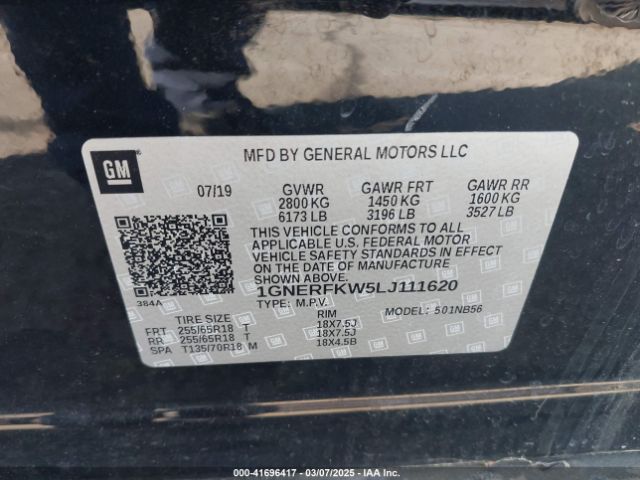 GM
MFD BY GENERAL MOTORS LLC
07/19 GVWR GAWR FRT GAWR RR
2800 KG 1450 KG 1600 KG
6173 LB 3196 LB 3527 LB
THIS VEHICLE CONFORMS TO ALL
APPLICABLE U.S. FEDERAL MOTOR
VEHICLE SAFETY STANDARDS IN EFFECT
ON THE DATE OF MANUFACTURE
SHOWN ABOVE.
1GNERFKW5LJ111620
384A TYPE: M.P.V. MODEL: 501NB56
TIRE SIZE RIM
FRT 255/65R18 T 18X7.5J
RR 255/65R18 T 18X7.5J
SPA T135/70R18 M 18X4.5B
000-41696417 - 03/07/2025 - IAA Inc.